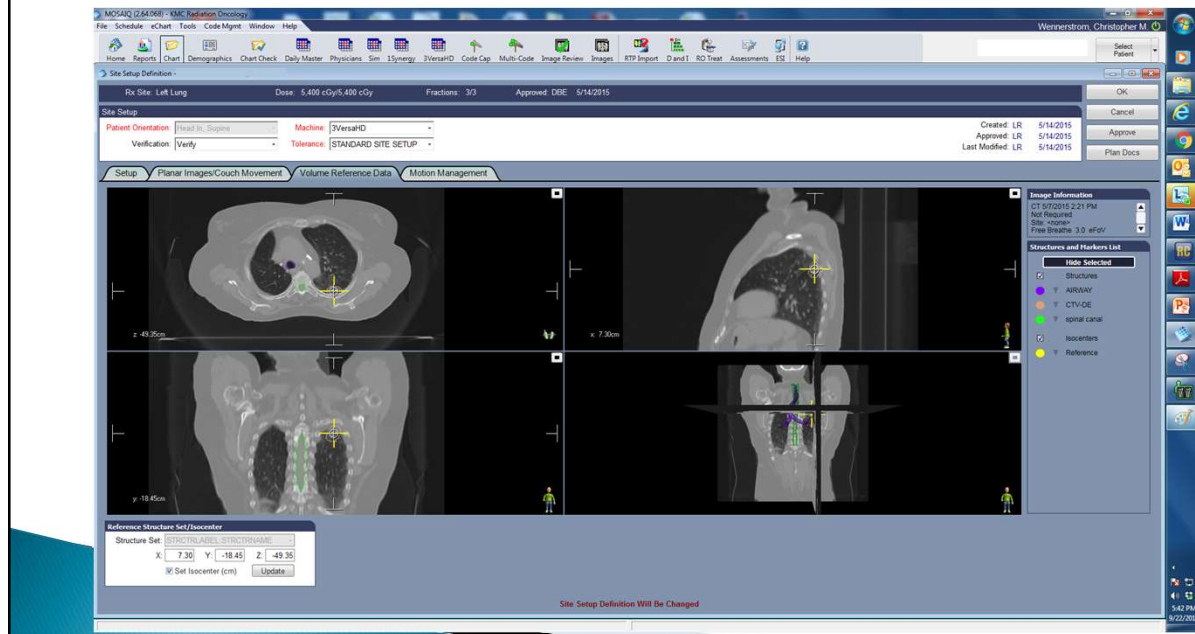 MOSAIQ (2.64.068) - KMC Radiation Oncology
File Schedule eChart Tools Code Mgmt Window Help
Wennerstrom, Christopher M.
Home Reports Chart Demographics Chart Check Daily Master Physicians Sim 1Synergy 3VersaHD Code Cap Multi-Code Image Review Images RTP Import D and I RO Treat Assessments ESI Help
Select Patient
Site Setup Definition -
Rx Site: Left Lung Dose: 5,400 cGy/5,400 cGy Fractions: 3/3 Approved: DBE 5/14/2015
OK
Site Setup
Cancel
Patient Orientation: Head In, Supine Machine: 3VersaHD
Created: LR 5/14/2015
Verification: Verify Tolerance: STANDARD SITE SETUP
Approved: LR 5/14/2015
Approve
Last Modified: LR 5/14/2015
Plan Docs
Setup Planar Images/Couch Movement Volume Reference Data Motion Management
Image Information
CT 5/7/2015 2:21 PM
Not Required
Site: <none>
Free Breathe 3.0 eFoV
Structures and Markers List
Hide Selected
Structures
AIRWAY
CTV-DE
spinal canal
Isocenters
Reference
z: -49.35cm
x: 7.30cm
y: -18.45cm
Reference Structure Set/Isocenter
Structure Set: STRCTRLABEL:STRCTRNAME
X: 7.30 Y: -18.45 Z: -49.35
Set Isocenter (cm) Update
Site Setup Definition Will Be Changed
5:42 PM